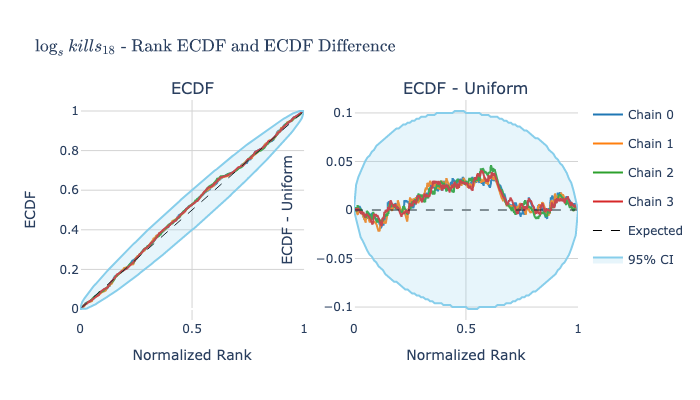 log_s kills_18 - Rank ECDF and ECDF Difference
ECDF
ECDF - Uniform
ECDF
1
0.8
0.6
0.4
0.2
0
0
0.5
1
Normalized Rank
ECDF - Uniform
0.1
0.05
0
−0.05
−0.1
0
0.5
1
Normalized Rank
Chain 0
Chain 1
Chain 2
Chain 3
Expected
95% CI